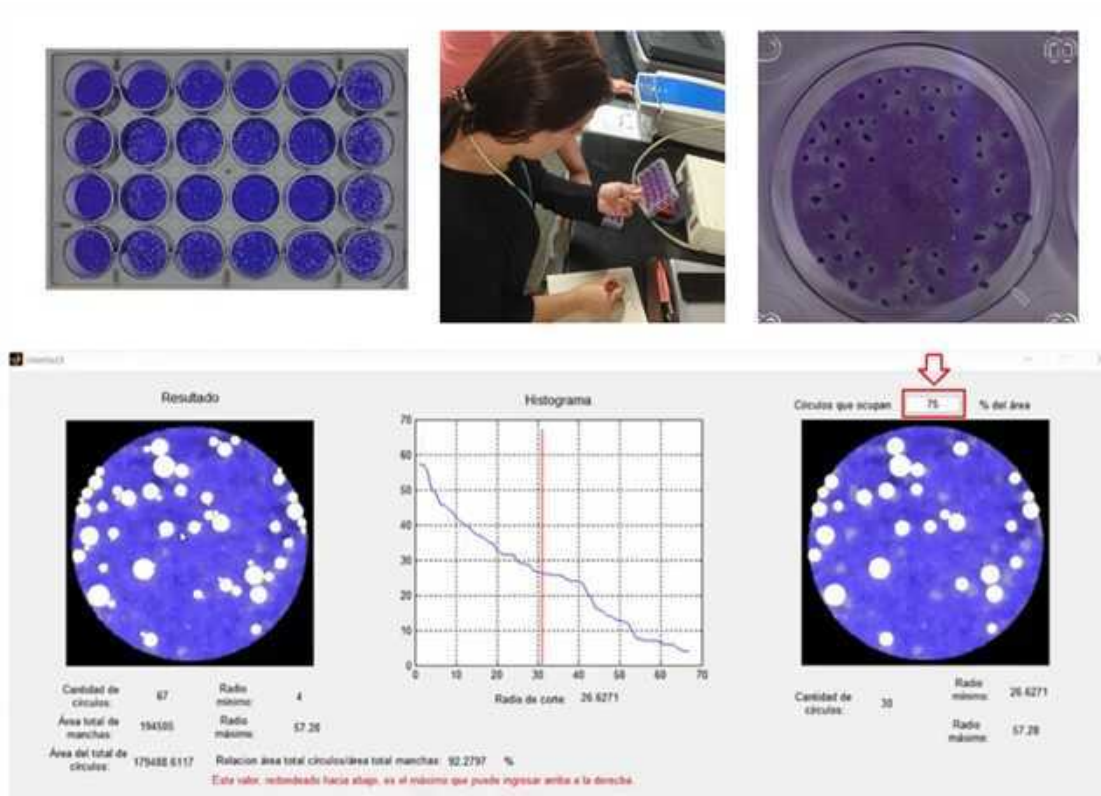 Resultado
Cantidad de círculos: 67
Radio mínimo: 4
Área total de manchas: 194505
Radio máximo: 57.28
Área del total de círculos: 179488.6117
Relacion área total círculos/área total manchas: 92.2797 %
Este valor, redondeado hacia abajo, es el máximo que puede ingresar arriba a la derecha.
Histograma
70
60
50
40
30
20
10
0
0 10 20 30 40 50 60 70
Radio de corte: 26.6271
Círculos que ocupan 75 % del área
Cantidad de círculos: 30
Radio mínimo: 26.6271
Radio máximo: 57.28